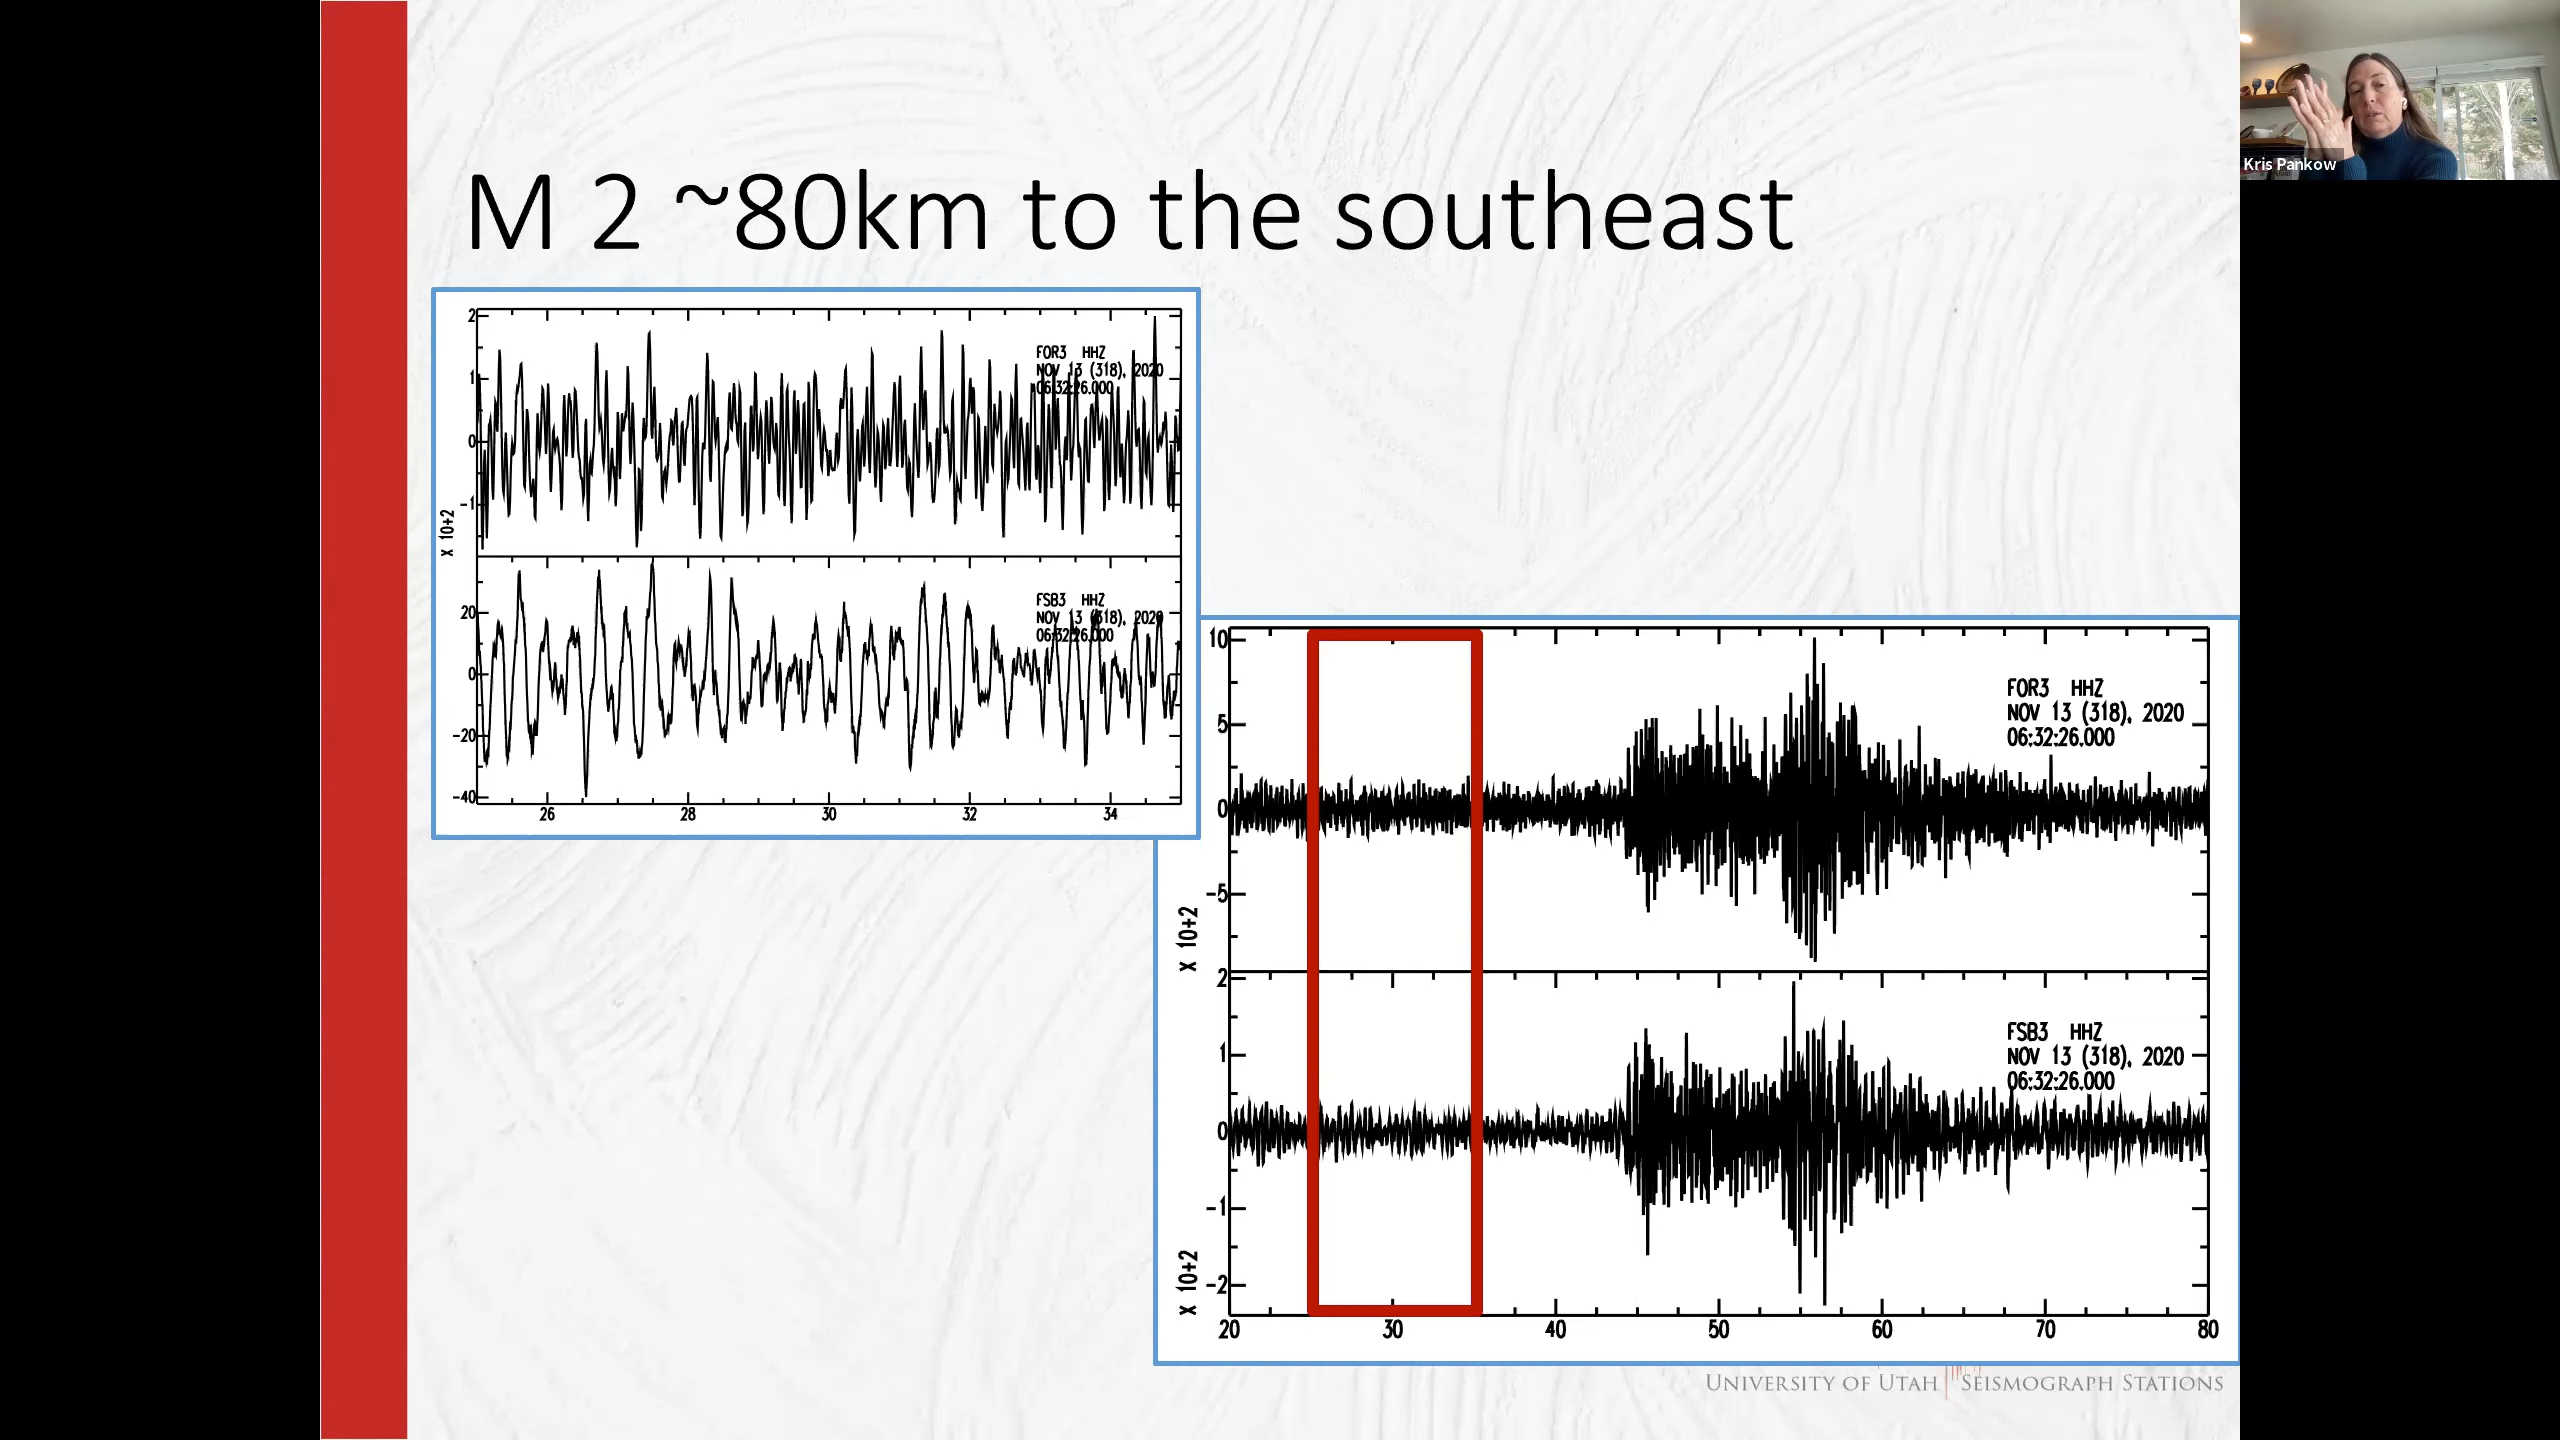 Kris Pankow
M 2 ~80km to the southeast
2
1
0
-1
x 10+2
FOR3 HHZ
NOV 13 (318), 2020
06:32:26.000
20
0
-20
-40
FSB3 HHZ
NOV 13 (318), 2020
06:32:26.000
26 28 30 32 34
10
5
0
-5
x 10+2
FOR3 HHZ
NOV 13 (318), 2020
06:32:26.000
2
1
0
-1
-2
x 10+2
FSB3 HHZ
NOV 13 (318), 2020
06:32:26.000
20 30 40 50 60 70 80
UNIVERSITY OF UTAH SEISMOGRAPH STATIONS